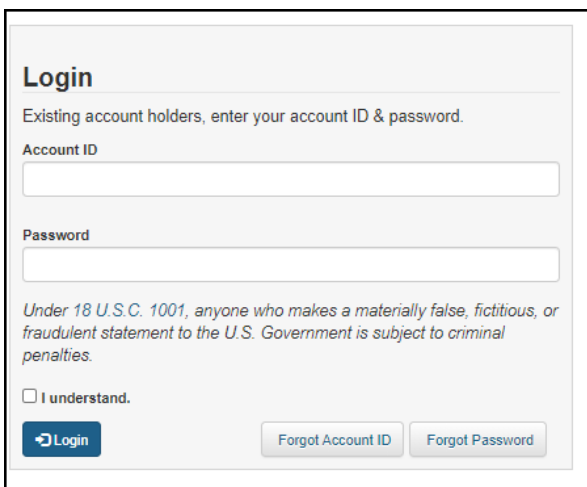 Login
Existing account holders, enter your account ID & password.
Account ID
Password
Under 18 U.S.C. 1001, anyone who makes a materially false, fictitious, or
fraudulent statement to the U.S. Government is subject to criminal
penalties.
I understand.
Login Forgot Account ID Forgot Password